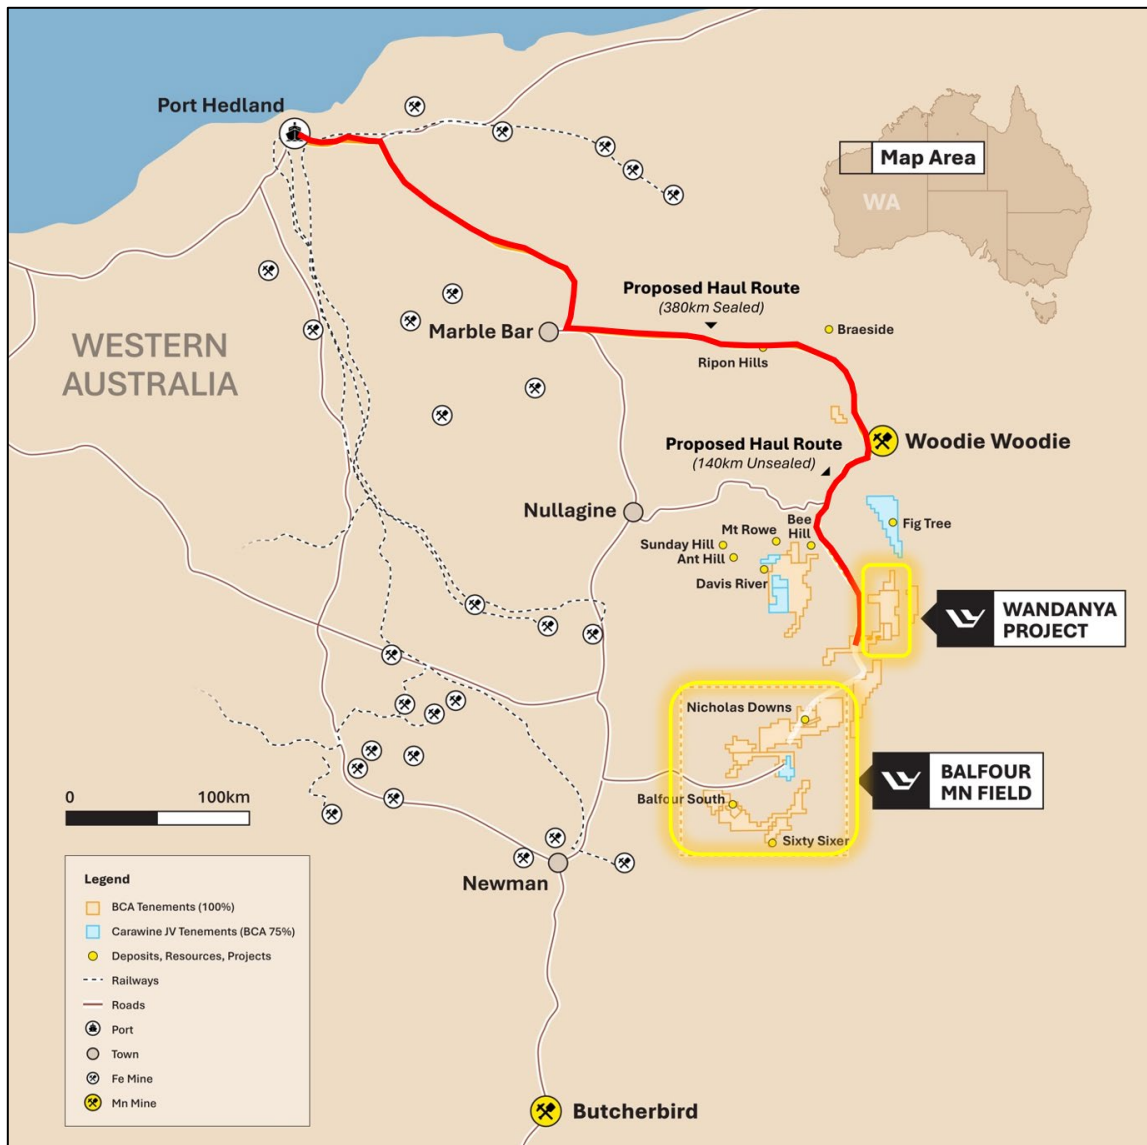 Port Hedland
Map Area
WA
Proposed Haul Route
(380km Sealed)
Marble Bar
Braeside
Ripon Hills
WESTERN
AUSTRALIA
Proposed Haul Route
(140km Unsealed)
Woodie Woodie
Nullagine
Mt Rowe
Bee
Hill
Fig Tree
Sunday Hill
Ant Hill
Davis River
WANDANYA
PROJECT
Nicholas Downs
BALFOUR
MN FIELD
0 100km
Balfour South
Sixty Sixer
Newman
Legend
BCA Tenements (100%)
Carawine JV Tenements (BCA 75%)
Deposits, Resources, Projects
Railways
Roads
Port
Town
Fe Mine
Mn Mine
Butcherbird